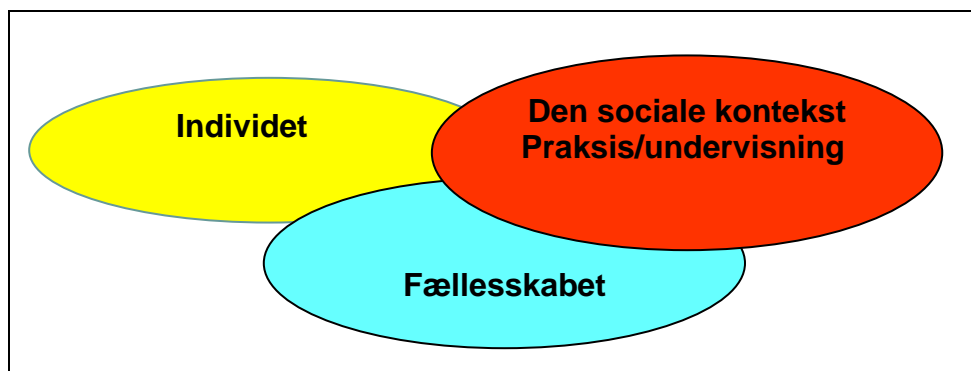 Individet
Den sociale kontekst
Praksis/undervisning
Fællesskabet